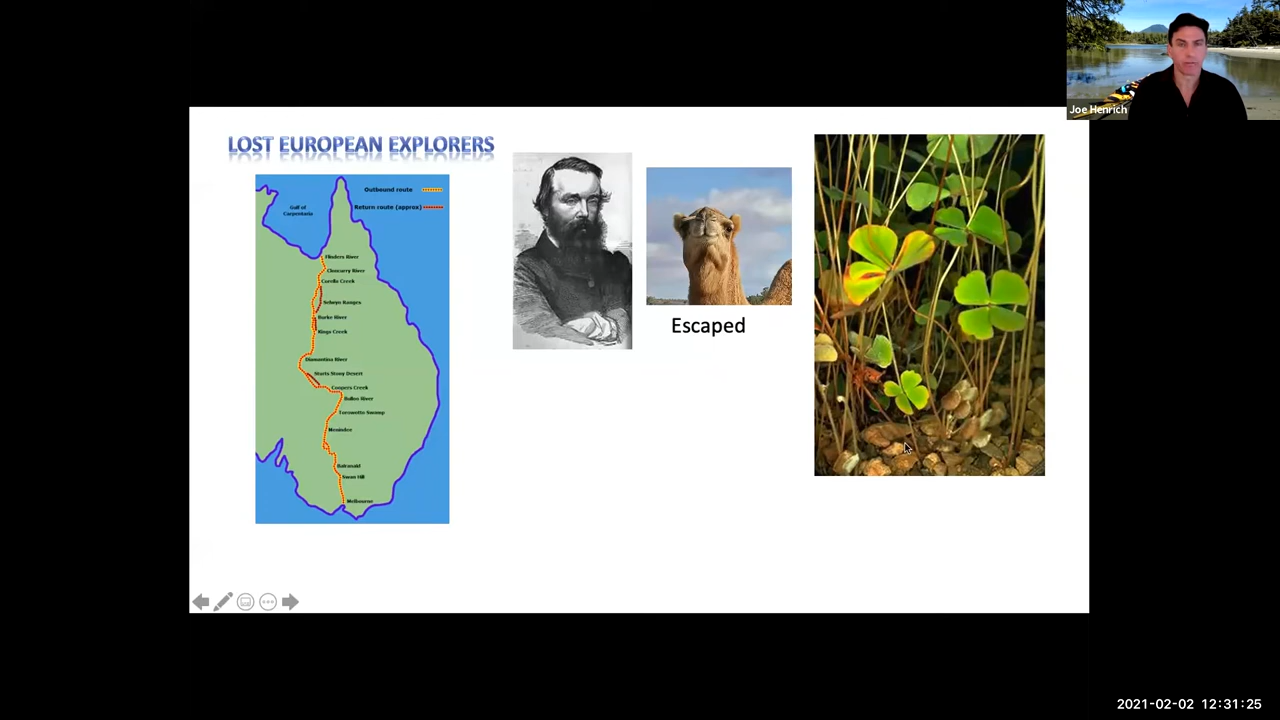 Joe Henrich
LOST EUROPEAN EXPLORERS
Outbound route
Return route (approx)
Gulf of
Carpentaria
Flinders River
Cloncurry River
Corella Creek
Selwyn Ranges
Burke River
Kings Creek
Diamantina River
Sturts Stony Desert
Coopers Creek
Bulloo River
Torowotto Swamp
Menindee
Balranald
Swan Hill
Melbourne
Escaped
2021-02-02 12:31:25